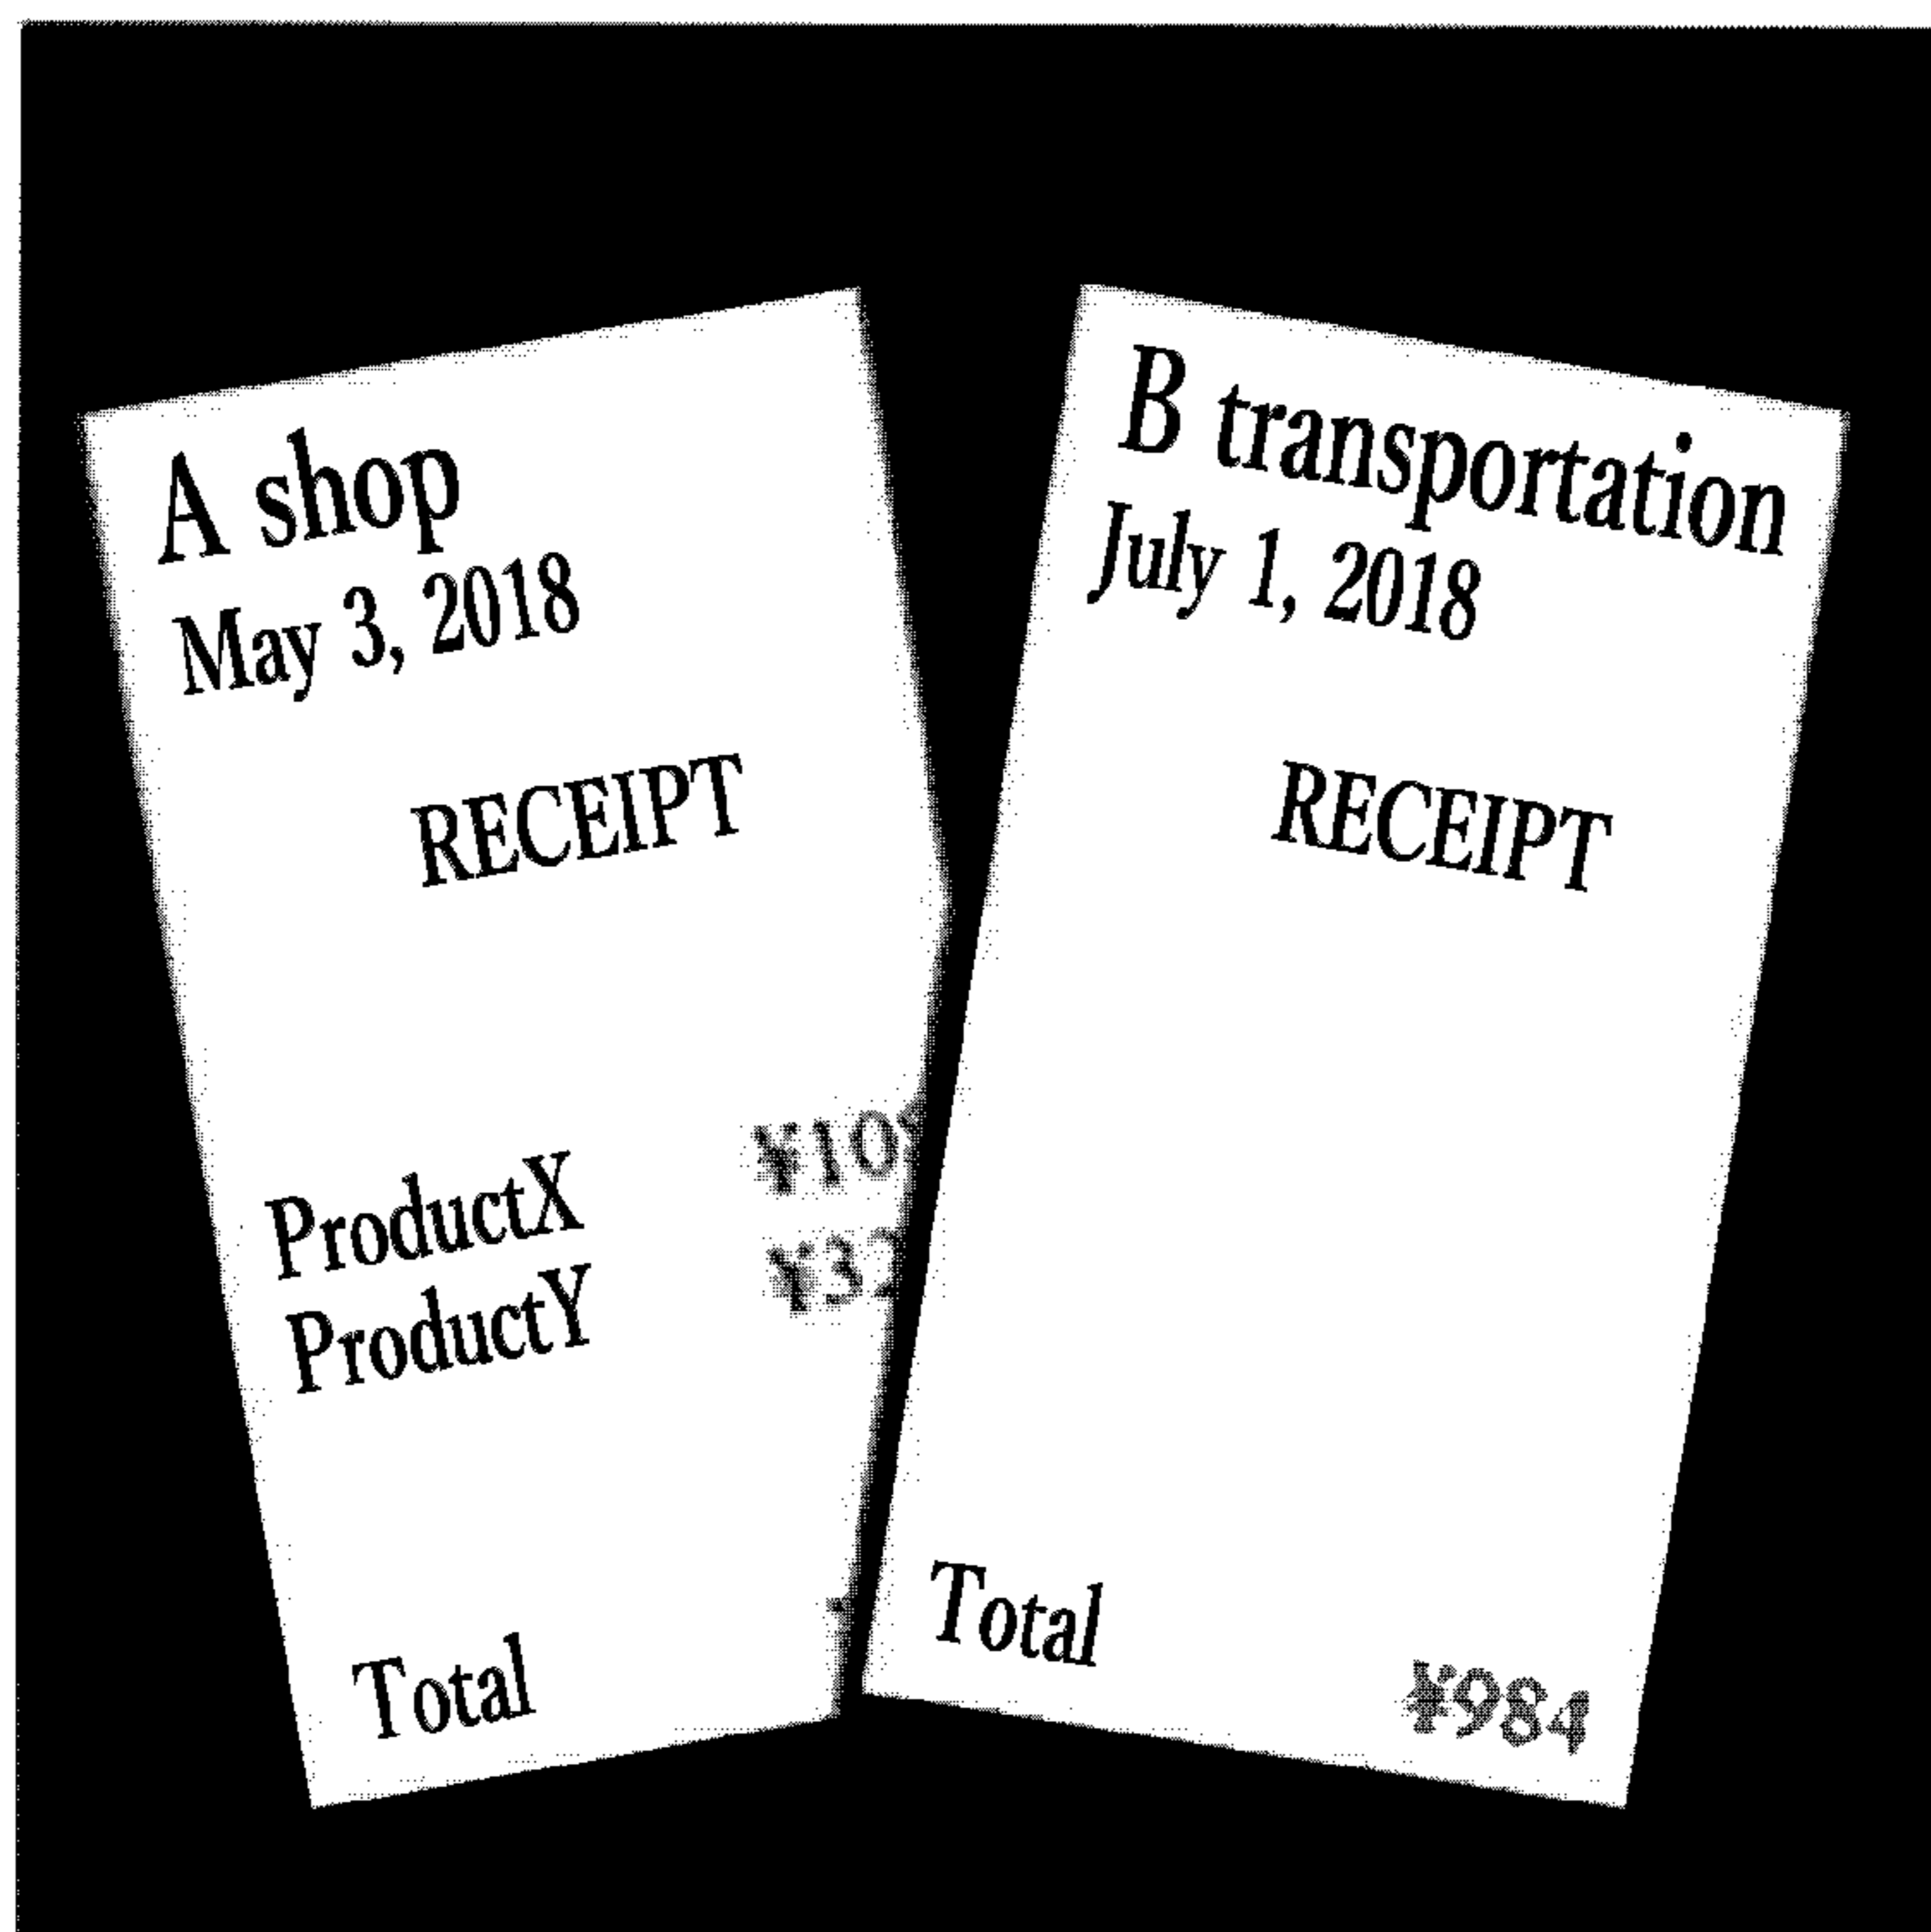 A shop
May 3, 2018
RECEIPT
ProductX
ProductY
Total
B transportation
July 1, 2018
RECEIPT
Total
¥984